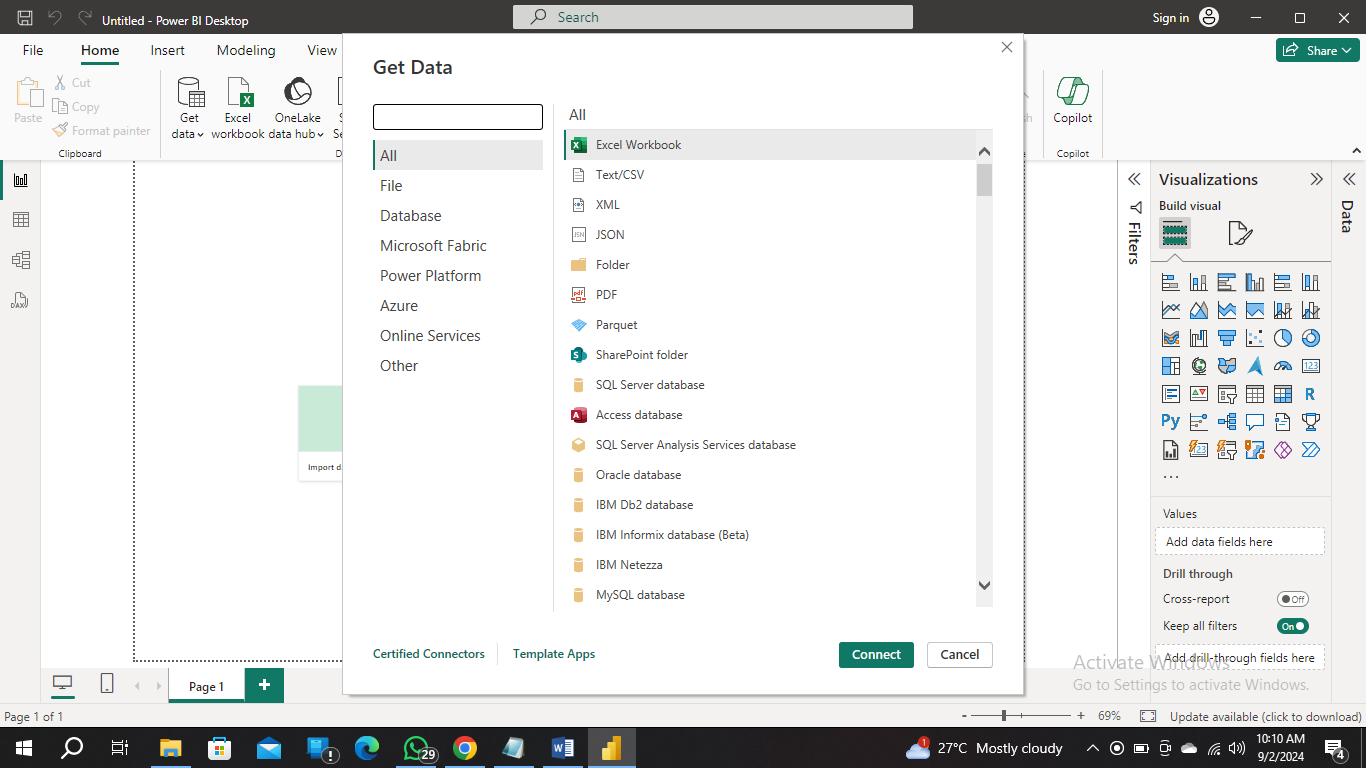 Untitled - Power BI Desktop
Search
Sign in
File
Home
Insert
Modeling
View
Share
Paste
Cut
Copy
Format painter
Clipboard
Get
data
Excel
workbook
OneLake
data hub
Copilot
Copilot
Get Data
All
File
Database
Microsoft Fabric
Power Platform
Azure
Online Services
Other
All
Excel Workbook
Text/CSV
XML
JSON
Folder
PDF
Parquet
SharePoint folder
SQL Server database
Access database
SQL Server Analysis Services database
Oracle database
IBM Db2 database
IBM Informix database (Beta)
IBM Netezza
MySQL database
Certified Connectors
Template Apps
Connect
Cancel
Import d
Filters
Visualizations
Build visual
Data
123
R
Py
123
...
Values
Add data fields here
Drill through
Cross-report
Off
Keep all filters
On
Add drill-through fields here
Activate Windows
Go to Settings to activate Windows.
Page 1
+
Page 1 of 1
- + 69%
Update available (click to download)
29
1
27°C Mostly cloudy
10:10 AM
9/2/2024
4